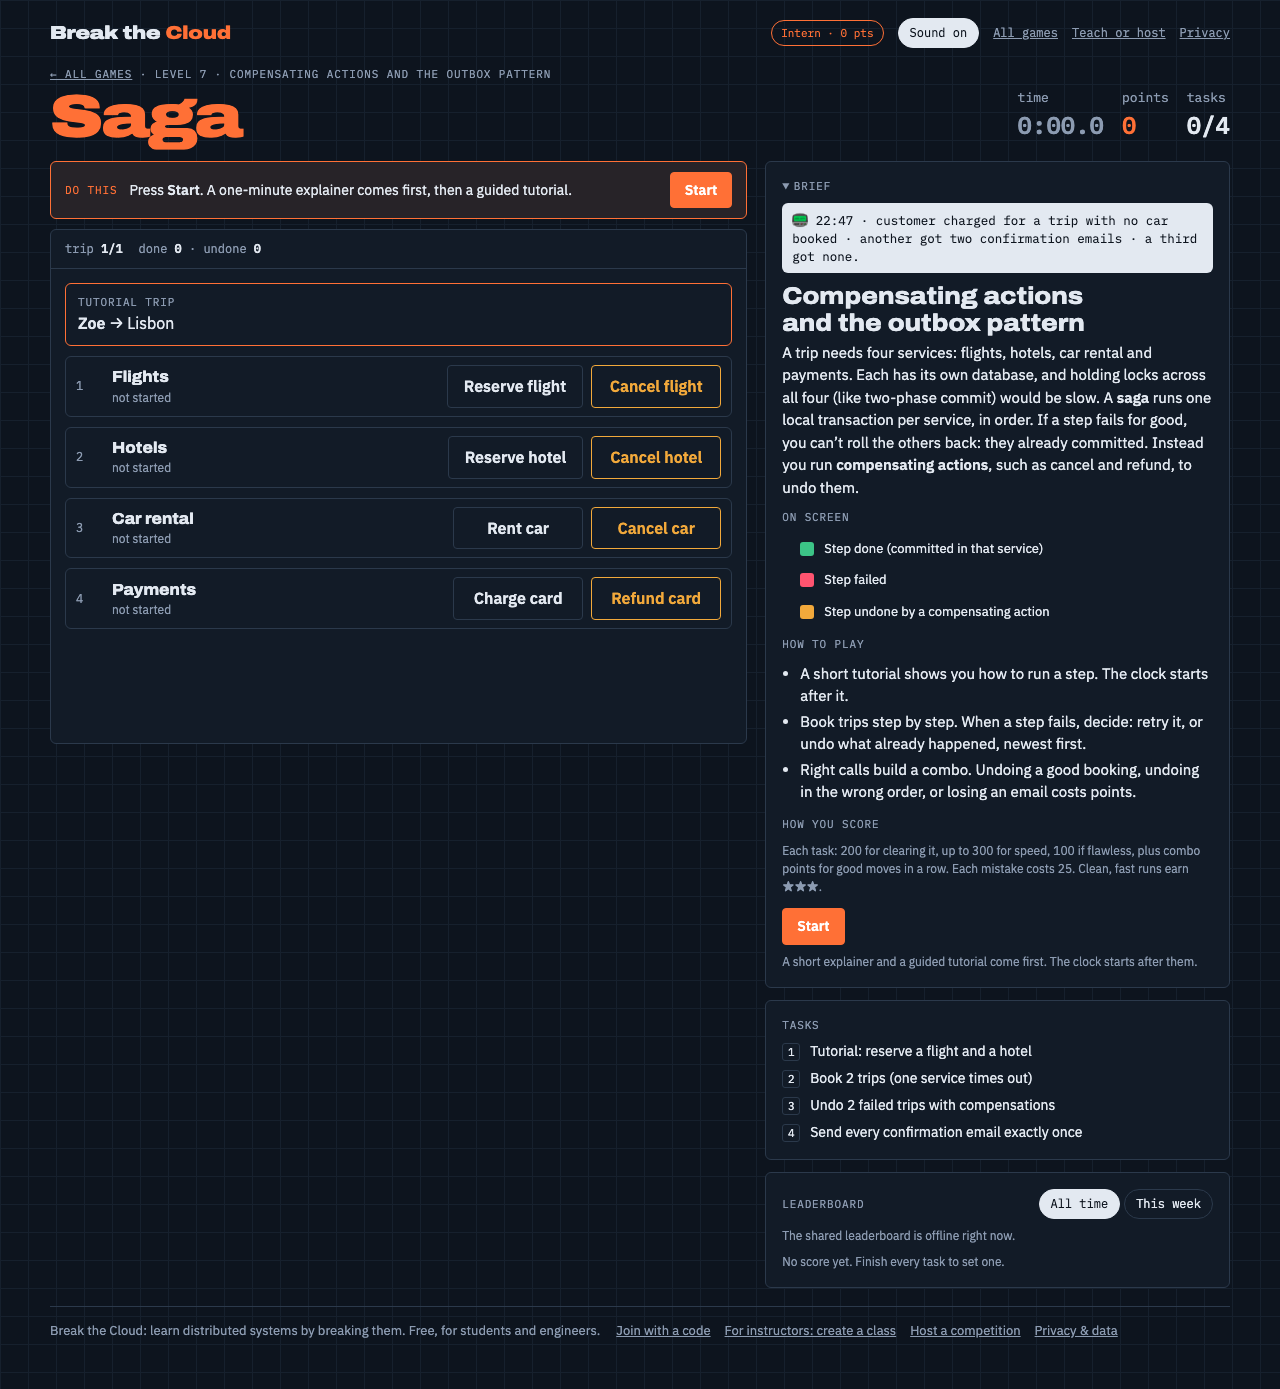 Break the Cloud
Intern · 0 pts
Sound on
All games
Teach or host
Privacy
← ALL GAMES · LEVEL 7 · COMPENSATING ACTIONS AND THE OUTBOX PATTERN
Saga
time
0:00.0
points
0
tasks
0/4
DO THIS Press Start. A one-minute explainer comes first, then a guided tutorial.
Start
trip 1/1 done 0 · undone 0
TUTORIAL TRIP
Zoe → Lisbon
1
Flights
not started
Reserve flight
Cancel flight
2
Hotels
not started
Reserve hotel
Cancel hotel
3
Car rental
not started
Rent car
Cancel car
4
Payments
not started
Charge card
Refund card
▼ BRIEF
22:47 · customer charged for a trip with no car
booked · another got two confirmation emails · a third
got none.
Compensating actions
and the outbox pattern
A trip needs four services: flights, hotels, car rental and
payments. Each has its own database, and holding locks across
all four (like two-phase commit) would be slow. A saga runs one
local transaction per service, in order. If a step fails for good,
you can't roll the others back: they already committed. Instead
you run compensating actions, such as cancel and refund, to
undo them.
ON SCREEN
Step done (committed in that service)
Step failed
Step undone by a compensating action
HOW TO PLAY
• A short tutorial shows you how to run a step. The clock starts
after it.
• Book trips step by step. When a step fails, decide: retry it, or
undo what already happened, newest first.
• Right calls build a combo. Undoing a good booking, undoing
in the wrong order, or losing an email costs points.
HOW YOU SCORE
Each task: 200 for clearing it, up to 300 for speed, 100 if flawless, plus combo
points for good moves in a row. Each mistake costs 25. Clean, fast runs earn
★★★.
Start
A short explainer and a guided tutorial come first. The clock starts after them.
TASKS
1 Tutorial: reserve a flight and a hotel
2 Book 2 trips (one service times out)
3 Undo 2 failed trips with compensations
4 Send every confirmation email exactly once
LEADERBOARD
All time
This week
The shared leaderboard is offline right now.
No score yet. Finish every task to set one.
Break the Cloud: learn distributed systems by breaking them. Free, for students and engineers.
Join with a code
For instructors: create a class
Host a competition
Privacy & data